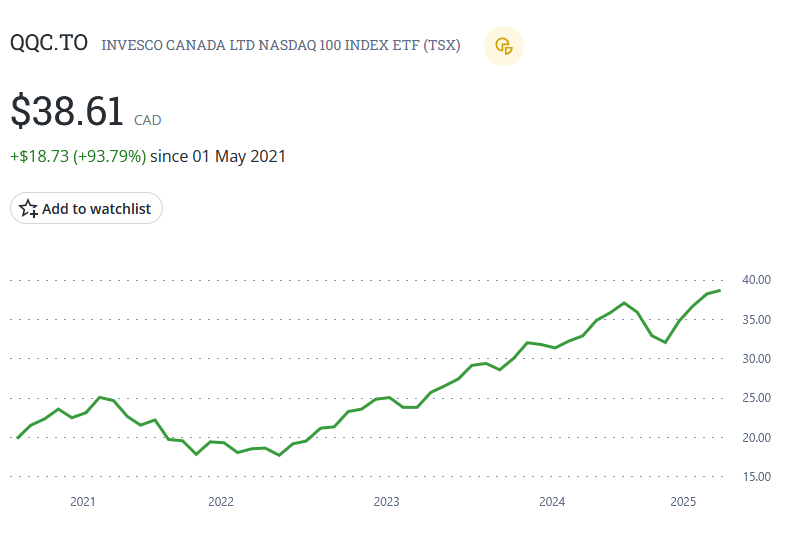 QQC.TO INVESCO CANADA LTD NASDAQ 100 INDEX ETF (TSX)
$38.61 CAD
+$18.73 (+93.79%) since 01 May 2021
Add to watchlist
40.00
35.00
30.00
25.00
20.00
15.00
2021 2022 2023 2024 2025